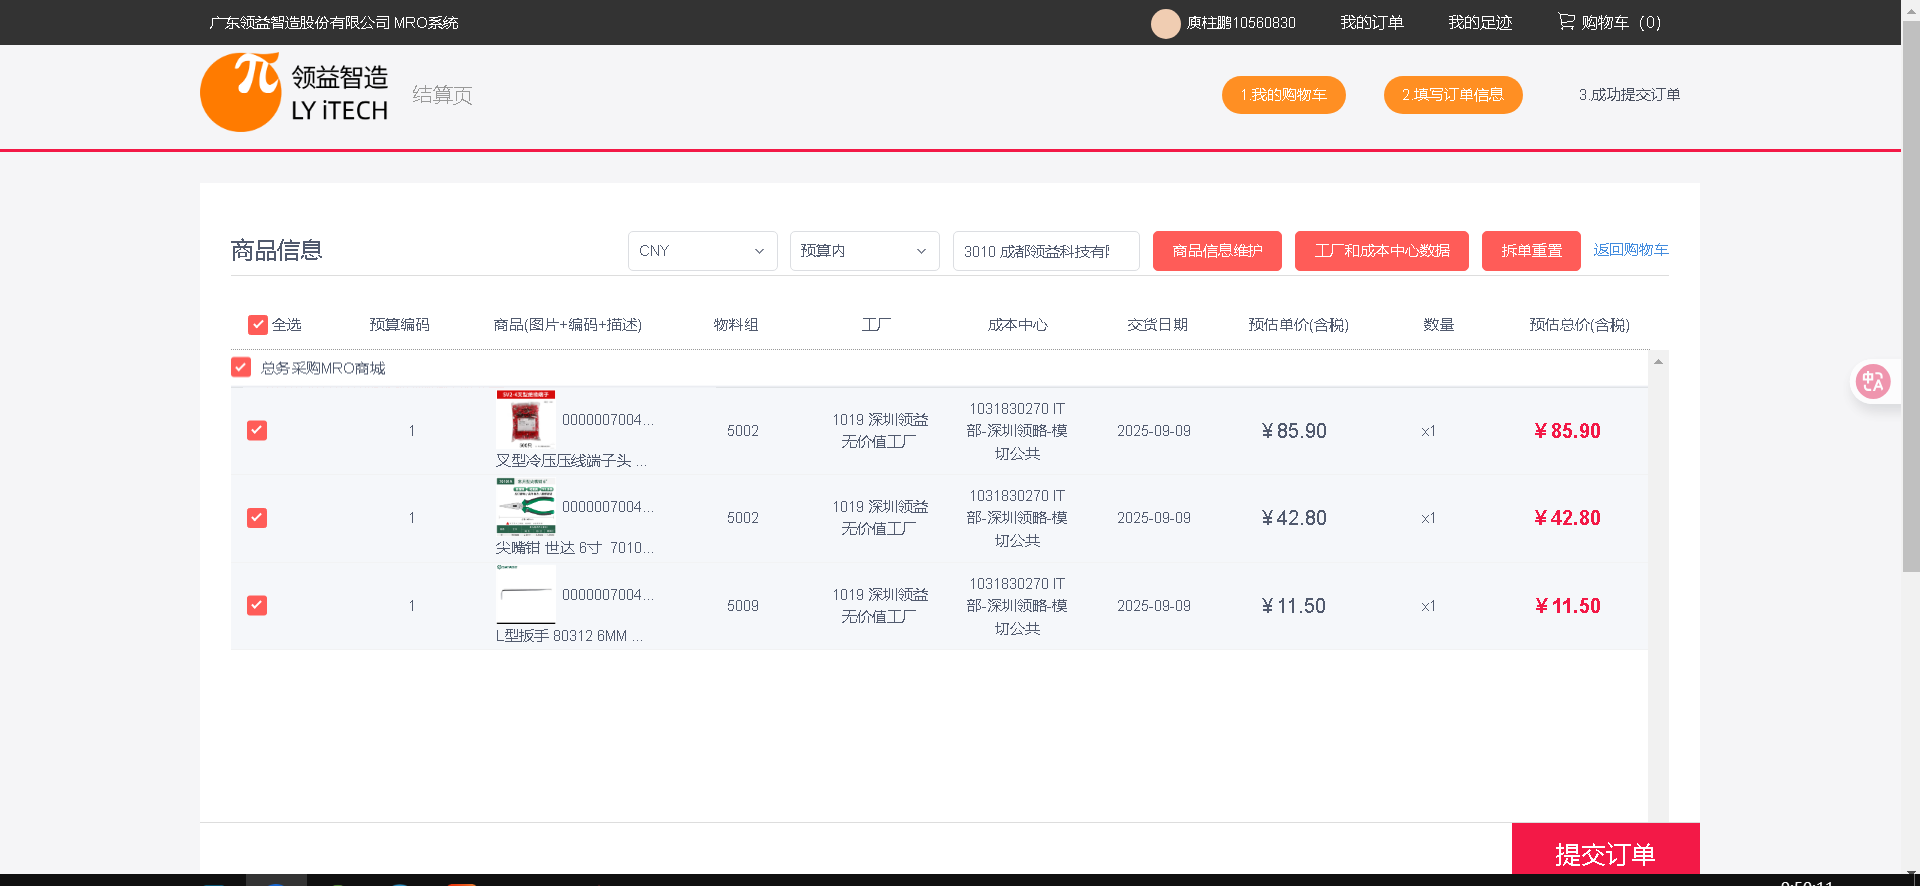 广东领益智造股份有限公司 MRO系统
庾柱鹏10560830
我的订单
我的足迹
购物车 (0)
领益智造
LY iTECH
结算页
1.我的购物车
2.填写订单信息
3.成功提交订单
商品信息
CNY
预算内
3010 成都领益科技有
商品信息维护
工厂和成本中心数据
拆单重置
返回购物车
全选
预算编码
商品(图片+编码+描述)
物料组
工厂
成本中心
交货日期
预估单价(含税)
数量
预估总价(含税)
总务采购MRO商城
1
0000007004...
叉型冷压压线端子头 ...
5002
1019 深圳领益
无价值工厂
1031830270 IT
部-深圳领略-模
切公共
2025-09-09
¥85.90
x1
¥85.90
1
0000007004...
尖嘴钳 世达 6寸 7010...
5002
1019 深圳领益
无价值工厂
1031830270 IT
部-深圳领略-模
切公共
2025-09-09
¥42.80
x1
¥42.80
1
0000007004...
L型扳手 80312 6MM ...
5009
1019 深圳领益
无价值工厂
1031830270 IT
部-深圳领略-模
切公共
2025-09-09
¥11.50
x1
¥11.50
提交订单